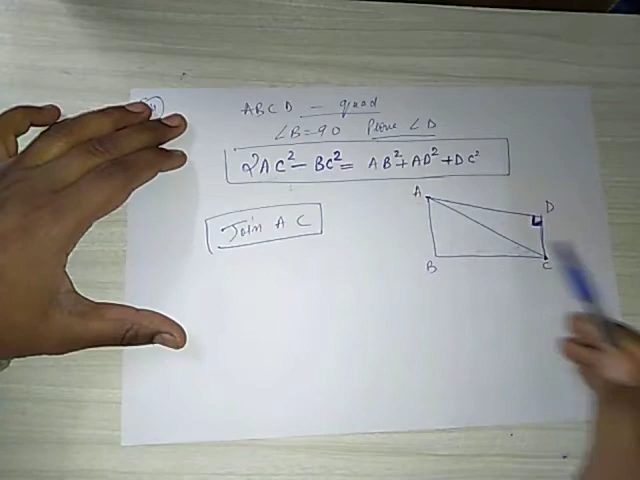 ABCD - quad
∠B=90 Prove ∠D
2AC² - BC² = AB² + AD² + DC²
Join AC
A
D
B
C